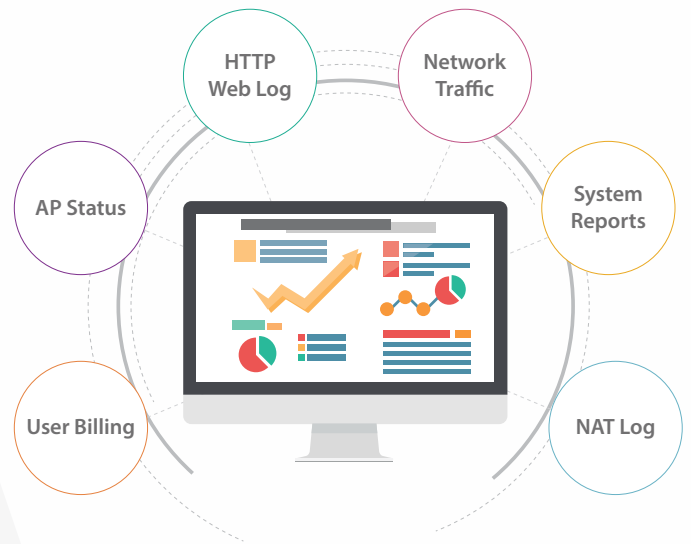 HTTP
Web Log
Network
Traffic
AP Status
System
Reports
User Billing
NAT Log